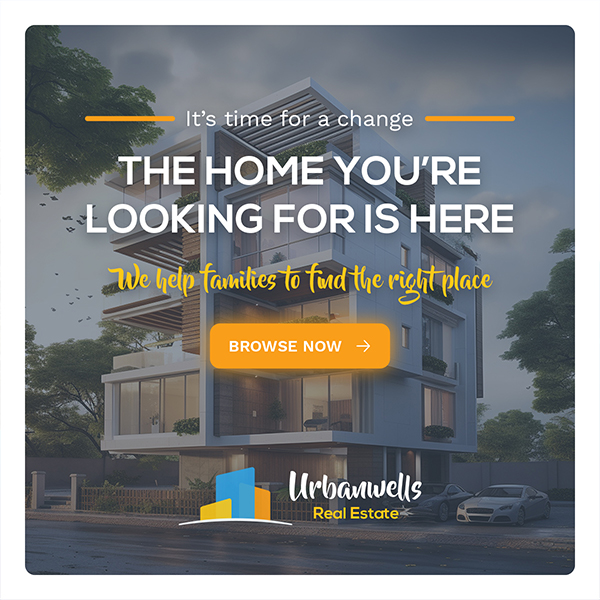 It's time for a change
THE HOME YOU'RE
LOOKING FOR IS HERE
We help families to find the right place
BROWSE NOW
Urbanwells
Real Estate